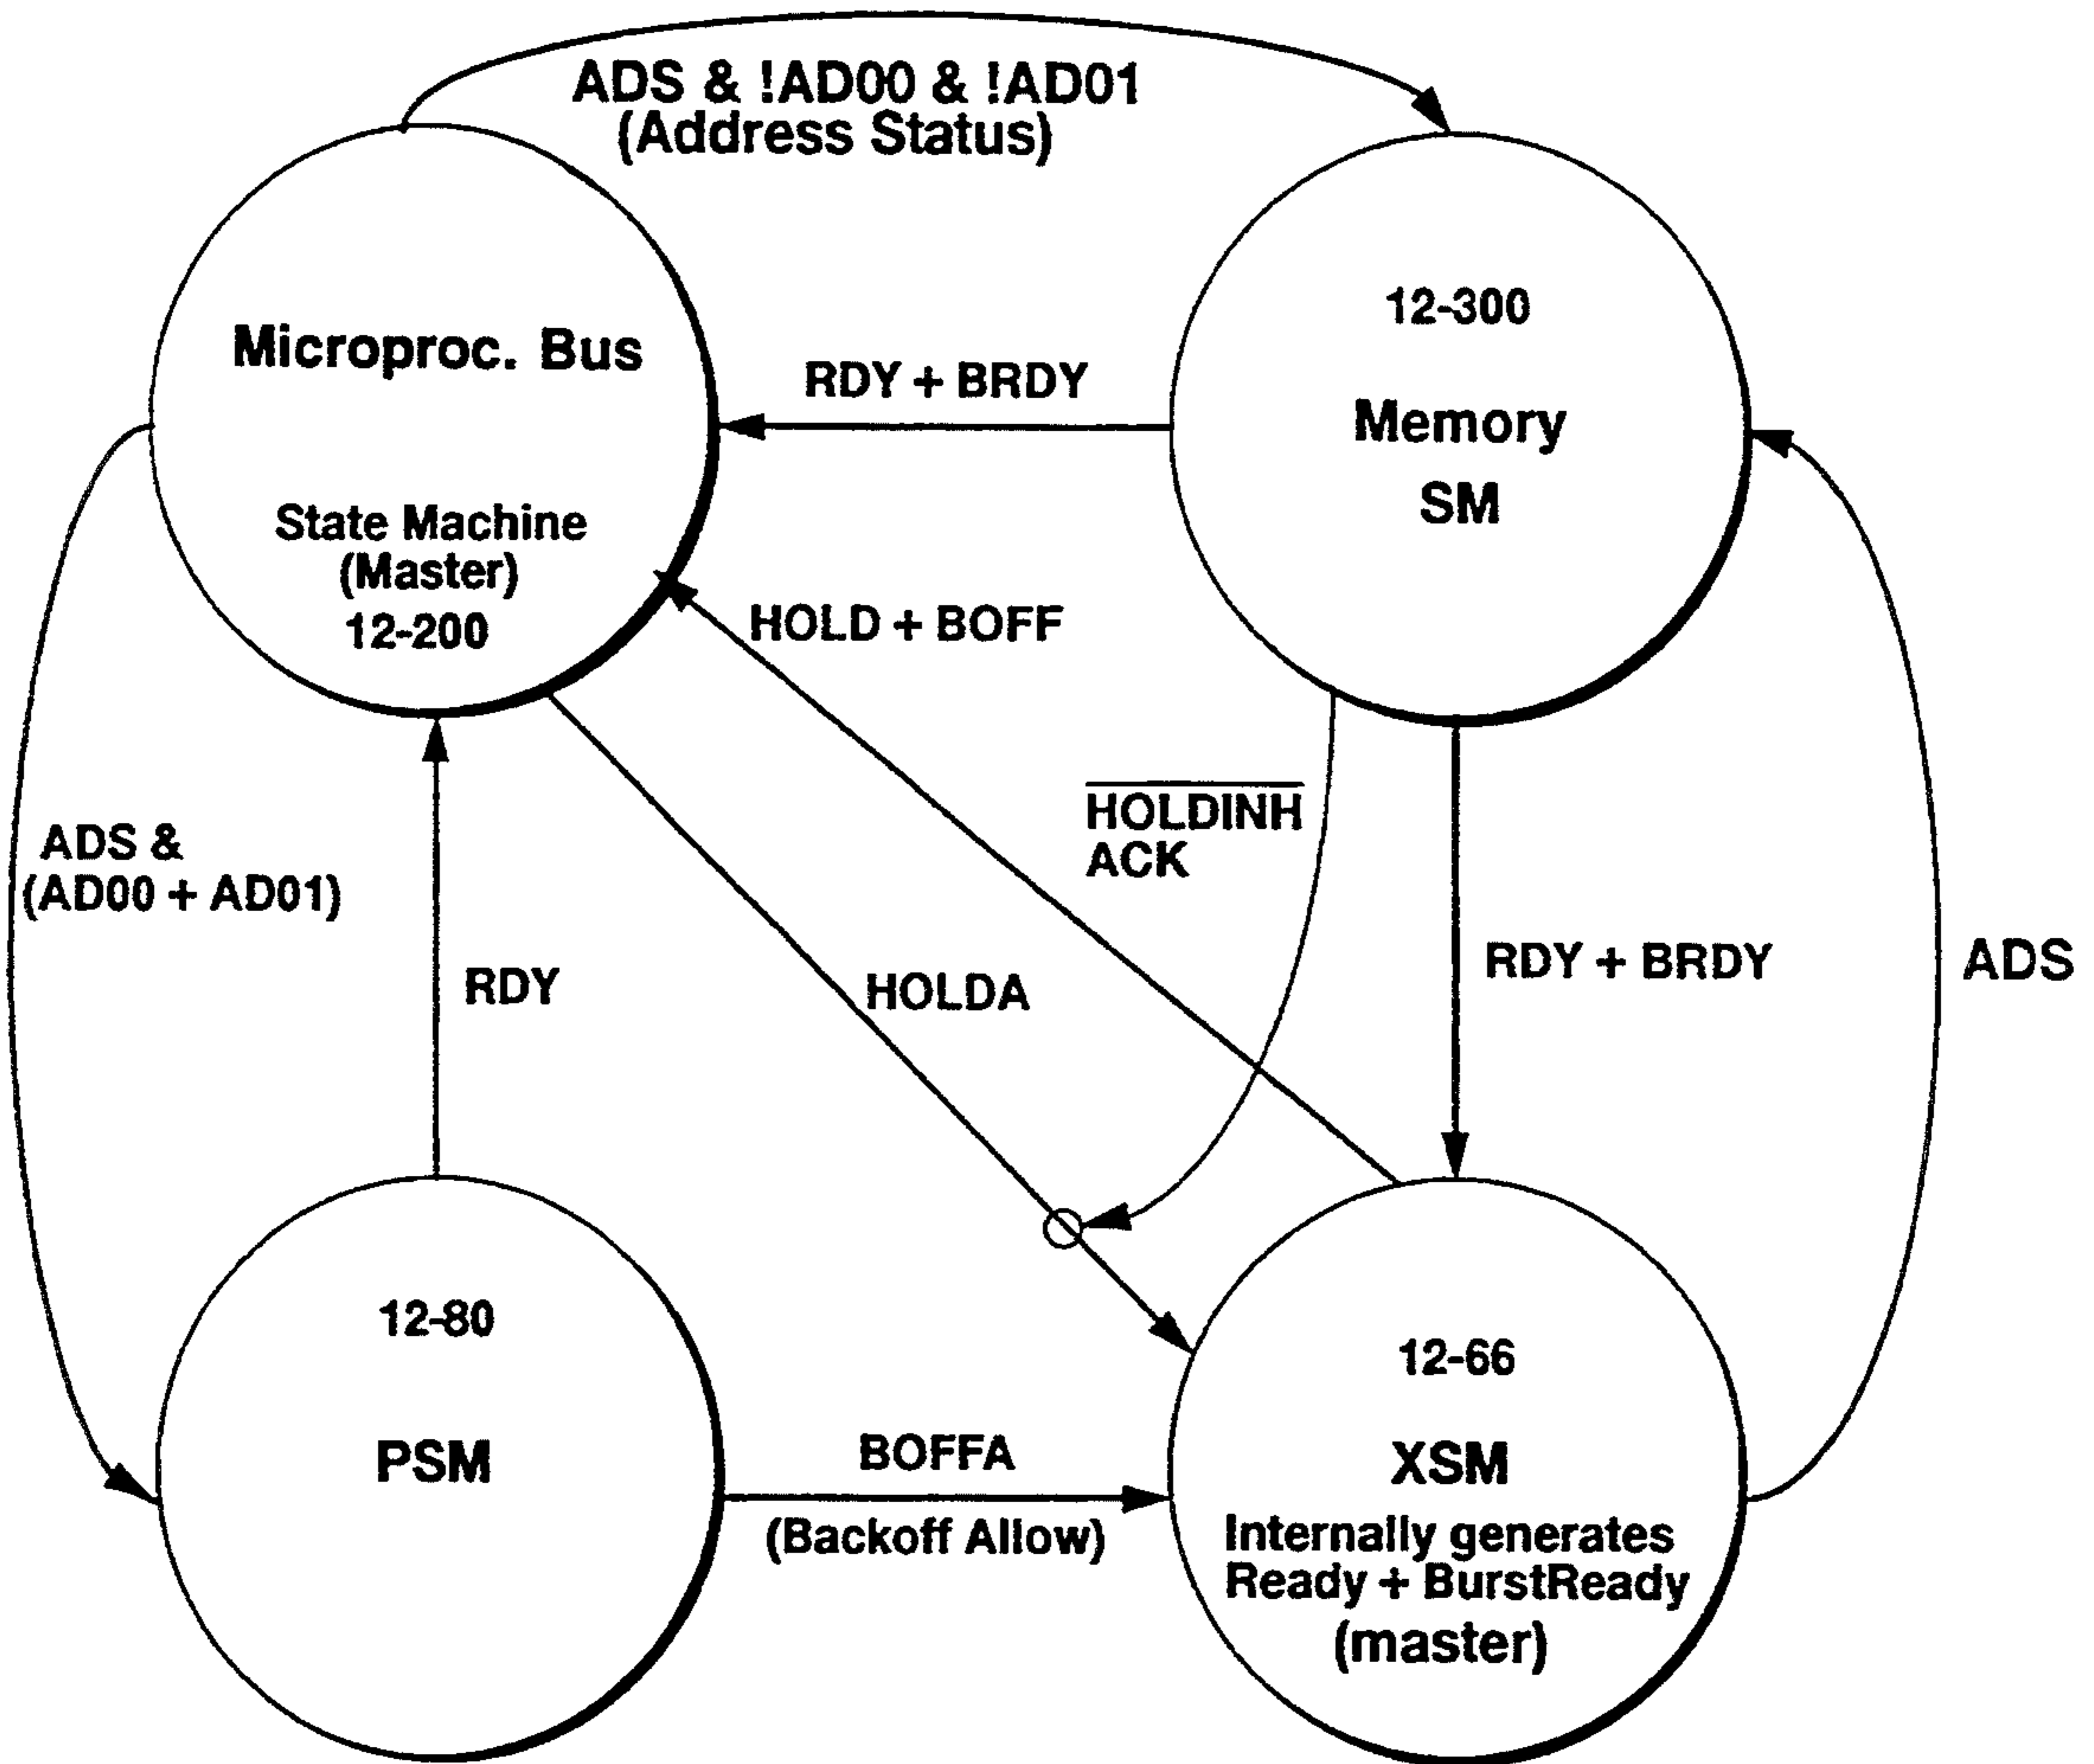 ADS & !AD00 & !AD01
(Address Status)
Microproc. Bus
State Machine
(Master)
12-200
RDY + BRDY
12-300
Memory
SM
HOLD + BOFF
HOLDINH
ACK
ADS &
(AD00 + AD01)
RDY
HOLDA
RDY + BRDY
ADS
12-80
PSM
BOFFA
(Backoff Allow)
12-66
XSM
Internally generates
Ready + BurstReady
(master)